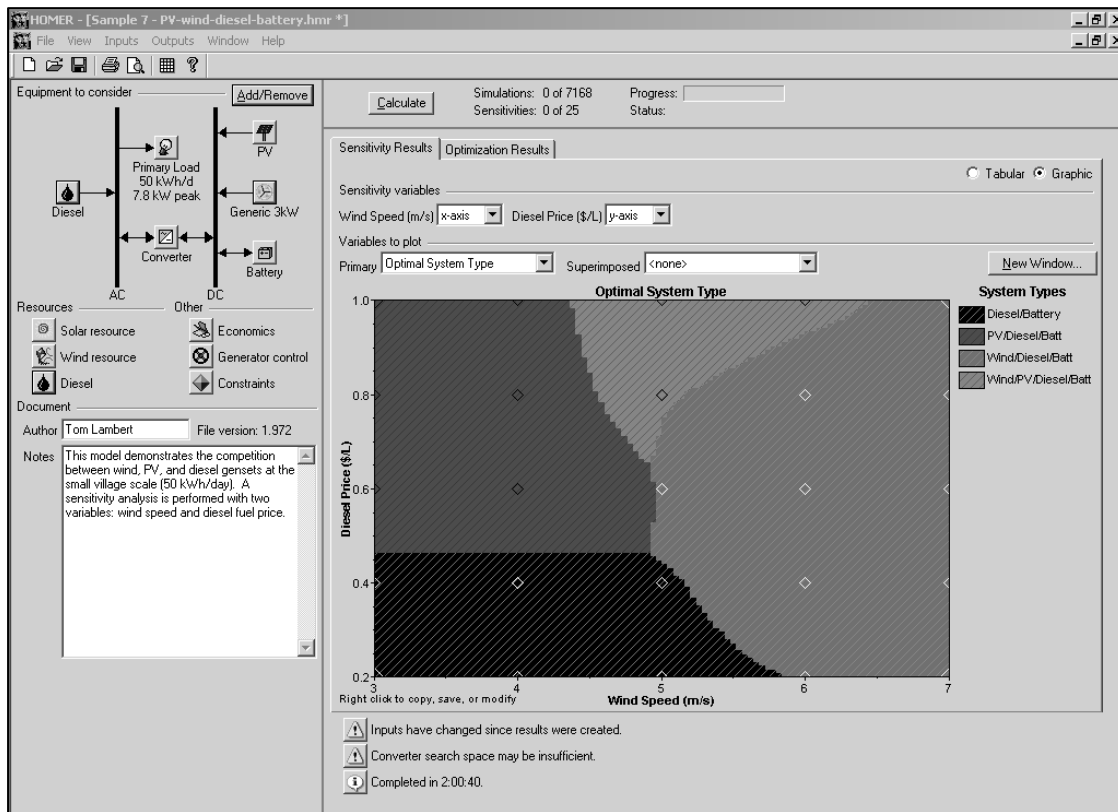 HOMER - [Sample 7 - PV-wind-diesel-battery.hmr *]
File View Inputs Outputs Window Help
Equipment to consider
Add/Remove
PV
Primary Load
50 kWh/d
7.8 kW peak
Diesel
Generic 3kW
Converter
Battery
AC
DC
Resources
Other
Solar resource
Economics
Wind resource
Generator control
Diesel
Constraints
Document
Author Tom Lambert File version: 1.972
Notes
This model demonstrates the competition
between wind, PV, and diesel gensets at the
small village scale (50 kWh/day). A
sensitivity analysis is performed with two
variables: wind speed and diesel fuel price.
Calculate
Simulations: 0 of 7168 Progress:
Sensitivities: 0 of 25 Status:
Sensitivity Results Optimization Results
Tabular Graphic
Sensitivity variables
Wind Speed (m/s) x-axis Diesel Price ($/L) y-axis
Variables to plot
Primary Optimal System Type Superimposed <none> New Window...
Optimal System Type
1.0
0.8
0.6
0.4
0.2
Diesel Price ($/L)
3 4 5 6 7
Wind Speed (m/s)
Right click to copy, save, or modify
System Types
Diesel/Battery
PV/Diesel/Batt
Wind/Diesel/Batt
Wind/PV/Diesel/Batt
Inputs have changed since results were created.
Converter search space may be insufficient.
Completed in 2:00:40.